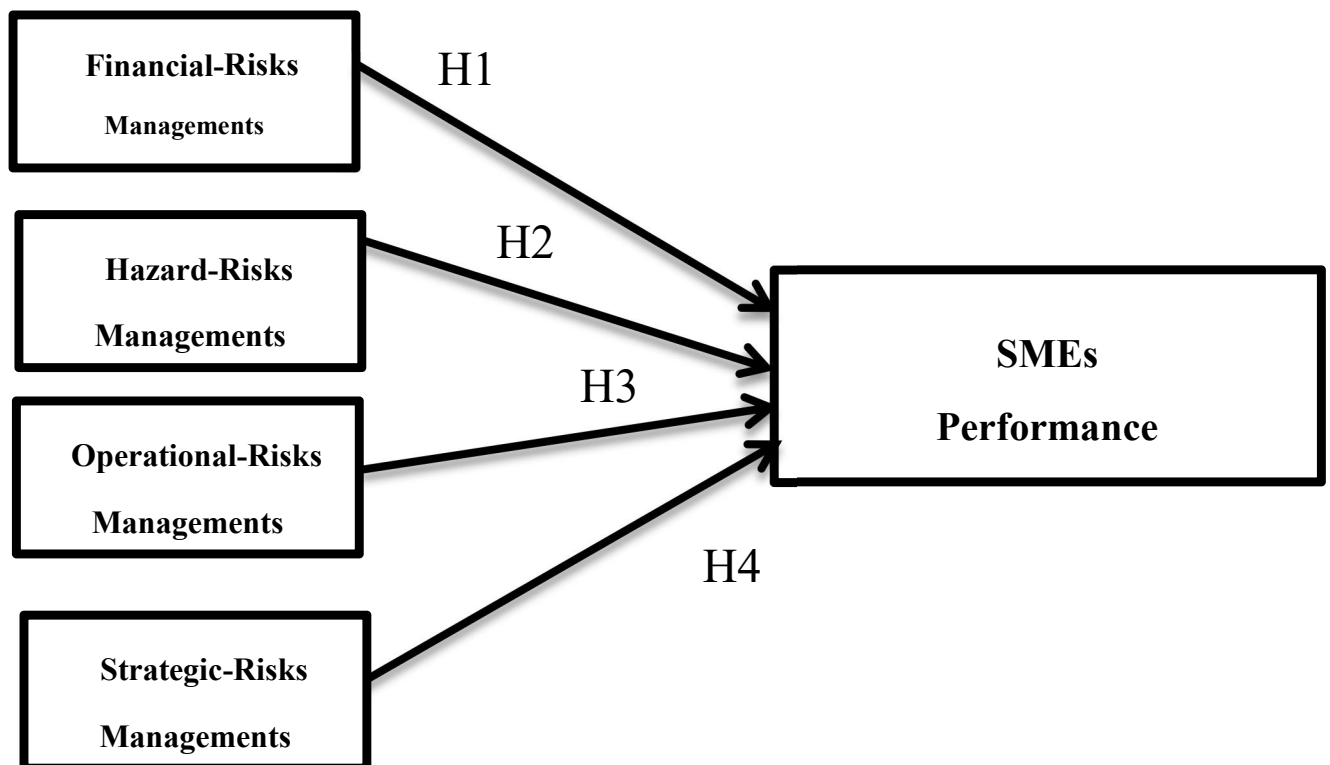 Financial-Risks
Managements
H1
Hazard-Risks
Managements
H2
SMEs
Performance
H3
Operational-Risks
Managements
H4
Strategic-Risks
Managements